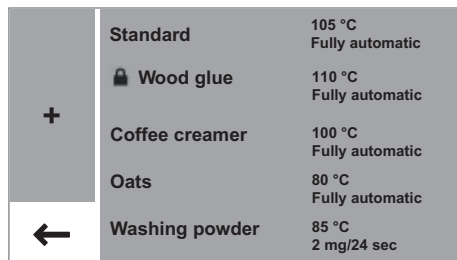 +
Standard
105 °C
Fully automatic
Wood glue
110 °C
Fully automatic
Coffee creamer
100 °C
Fully automatic
Oats
80 °C
Fully automatic
Washing powder
85 °C
2 mg/24 sec